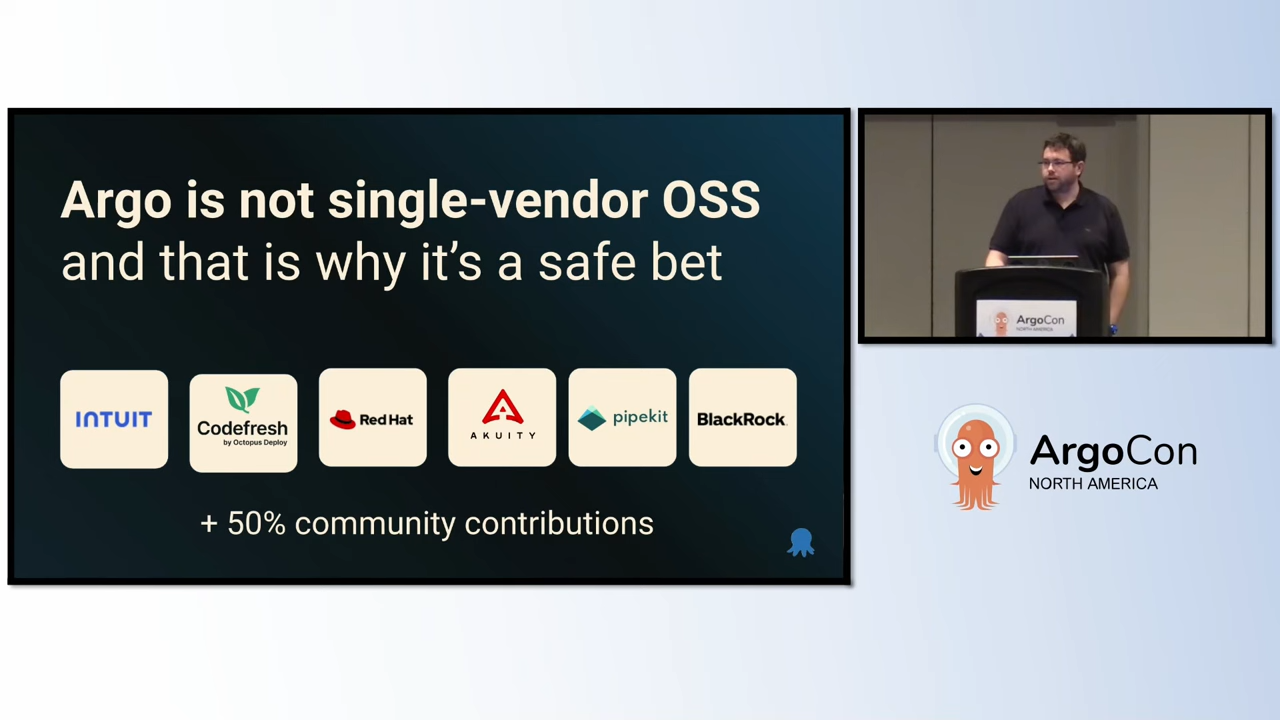 Argo is not single-vendor OSS
and that is why it’s a safe bet
INTUIT
Codefresh
by Octopus Deploy
Red Hat
AKUITY
pipekit
BlackRock.
+ 50% community contributions
ArgoCon
NORTH AMERICA
ArgoCon
NORTH AMERICA